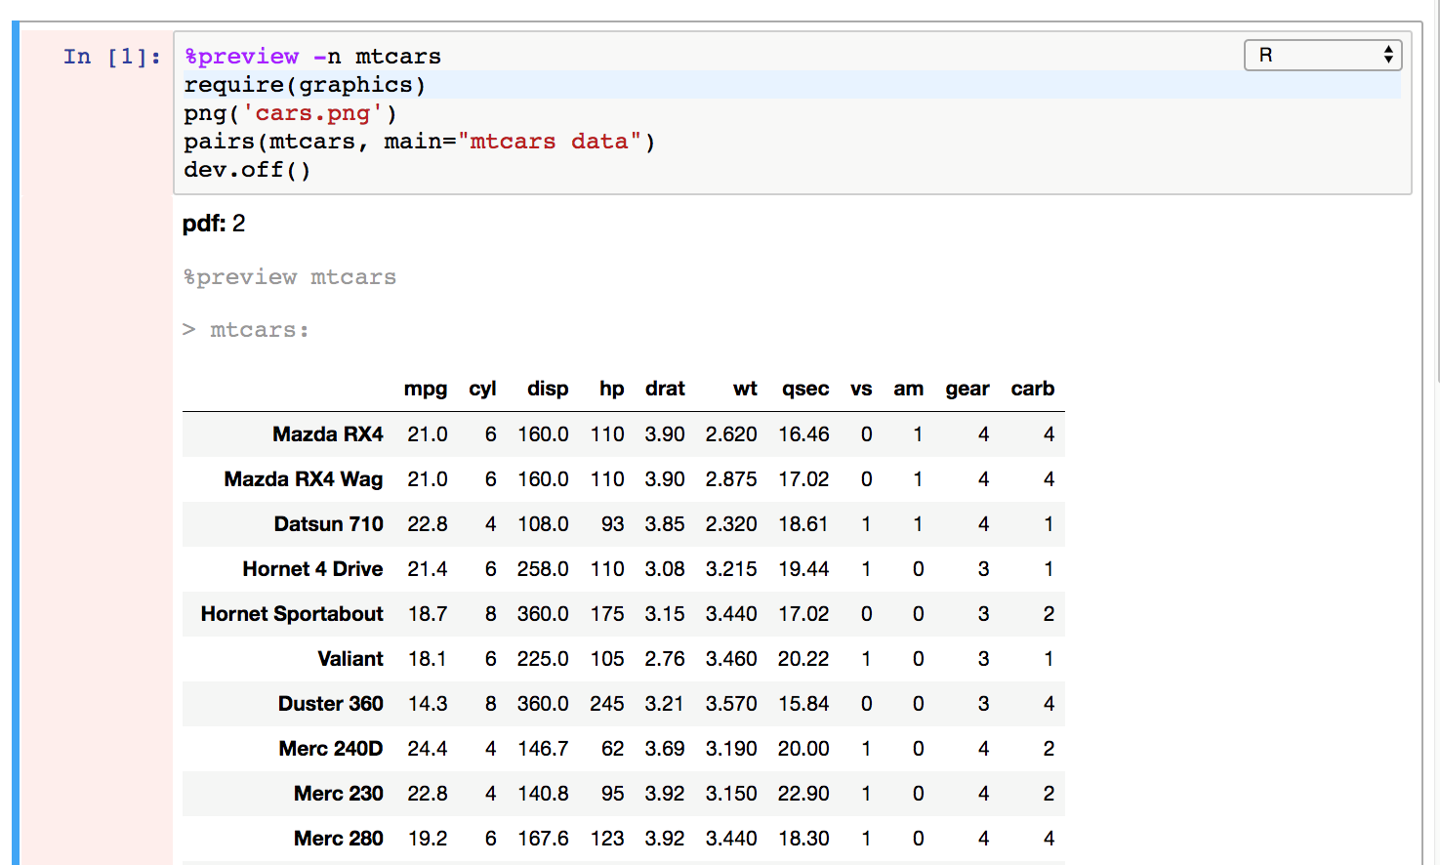 In [1]:
%preview -n mtcars
R
require(graphics)
png('cars.png')
pairs(mtcars, main="mtcars data")
dev.off()
pdf: 2
%preview mtcars
> mtcars:
mpg cyl disp hp drat wt qsec vs am gear carb
Mazda RX4 21.0 6 160.0 110 3.90 2.620 16.46 0 1 4 4
Mazda RX4 Wag 21.0 6 160.0 110 3.90 2.875 17.02 0 1 4 4
Datsun 710 22.8 4 108.0 93 3.85 2.320 18.61 1 1 4 1
Hornet 4 Drive 21.4 6 258.0 110 3.08 3.215 19.44 1 0 3 1
Hornet Sportabout 18.7 8 360.0 175 3.15 3.440 17.02 0 0 3 2
Valiant 18.1 6 225.0 105 2.76 3.460 20.22 1 0 3 1
Duster 360 14.3 8 360.0 245 3.21 3.570 15.84 0 0 3 4
Merc 240D 24.4 4 146.7 62 3.69 3.190 20.00 1 0 4 2
Merc 230 22.8 4 140.8 95 3.92 3.150 22.90 1 0 4 2
Merc 280 19.2 6 167.6 123 3.92 3.440 18.30 1 0 4 4